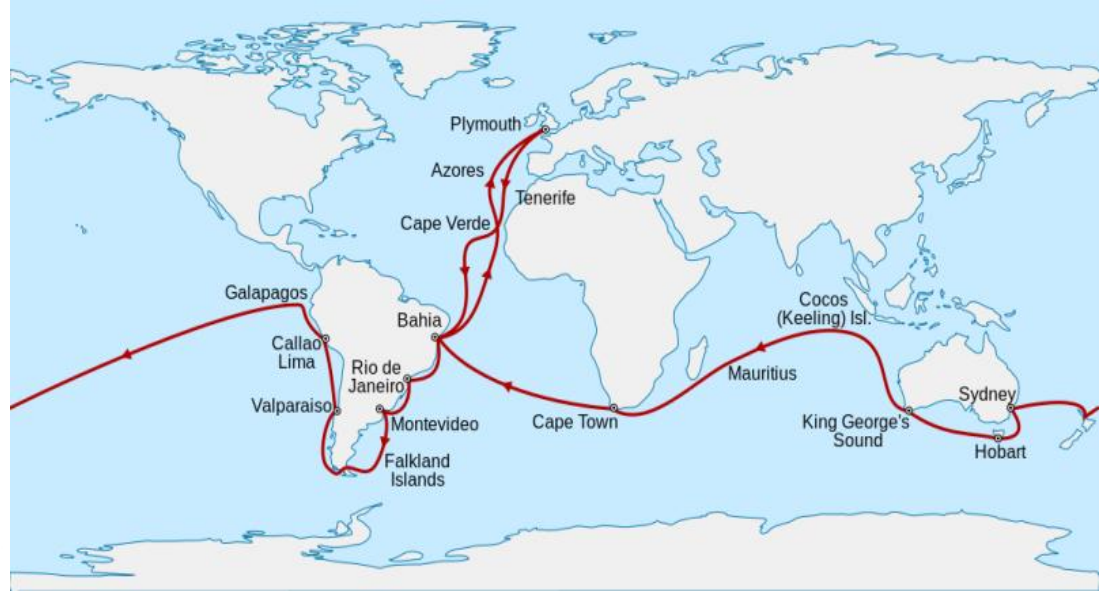 Plymouth
Azores
Tenerife
Cape Verde
Galapagos
Bahia
Cocos
(Keeling) Isl.
Callao
Lima
Rio de
Janeiro
Mauritius
Valparaiso
Montevideo
Cape Town
Sydney
King George's
Sound
Hobart
Falkland
Islands